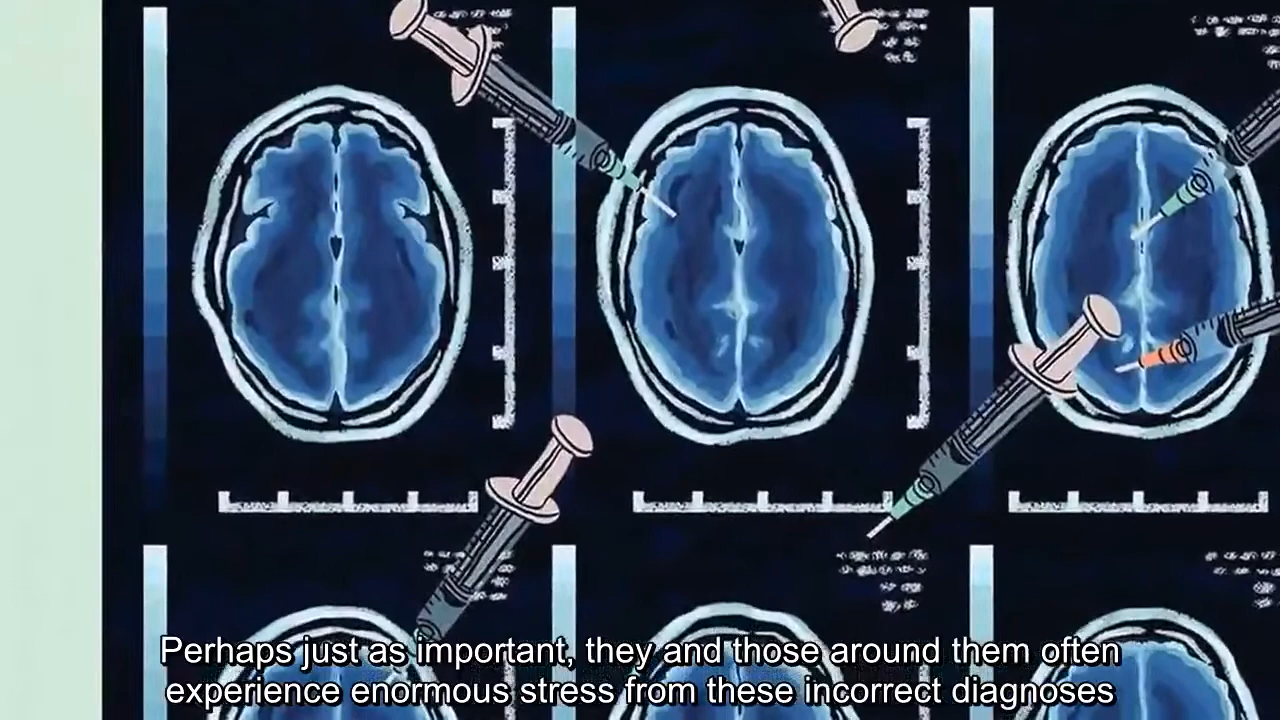 Perhaps just as important, they and those around them often
experience enormous stress from these incorrect diagnoses